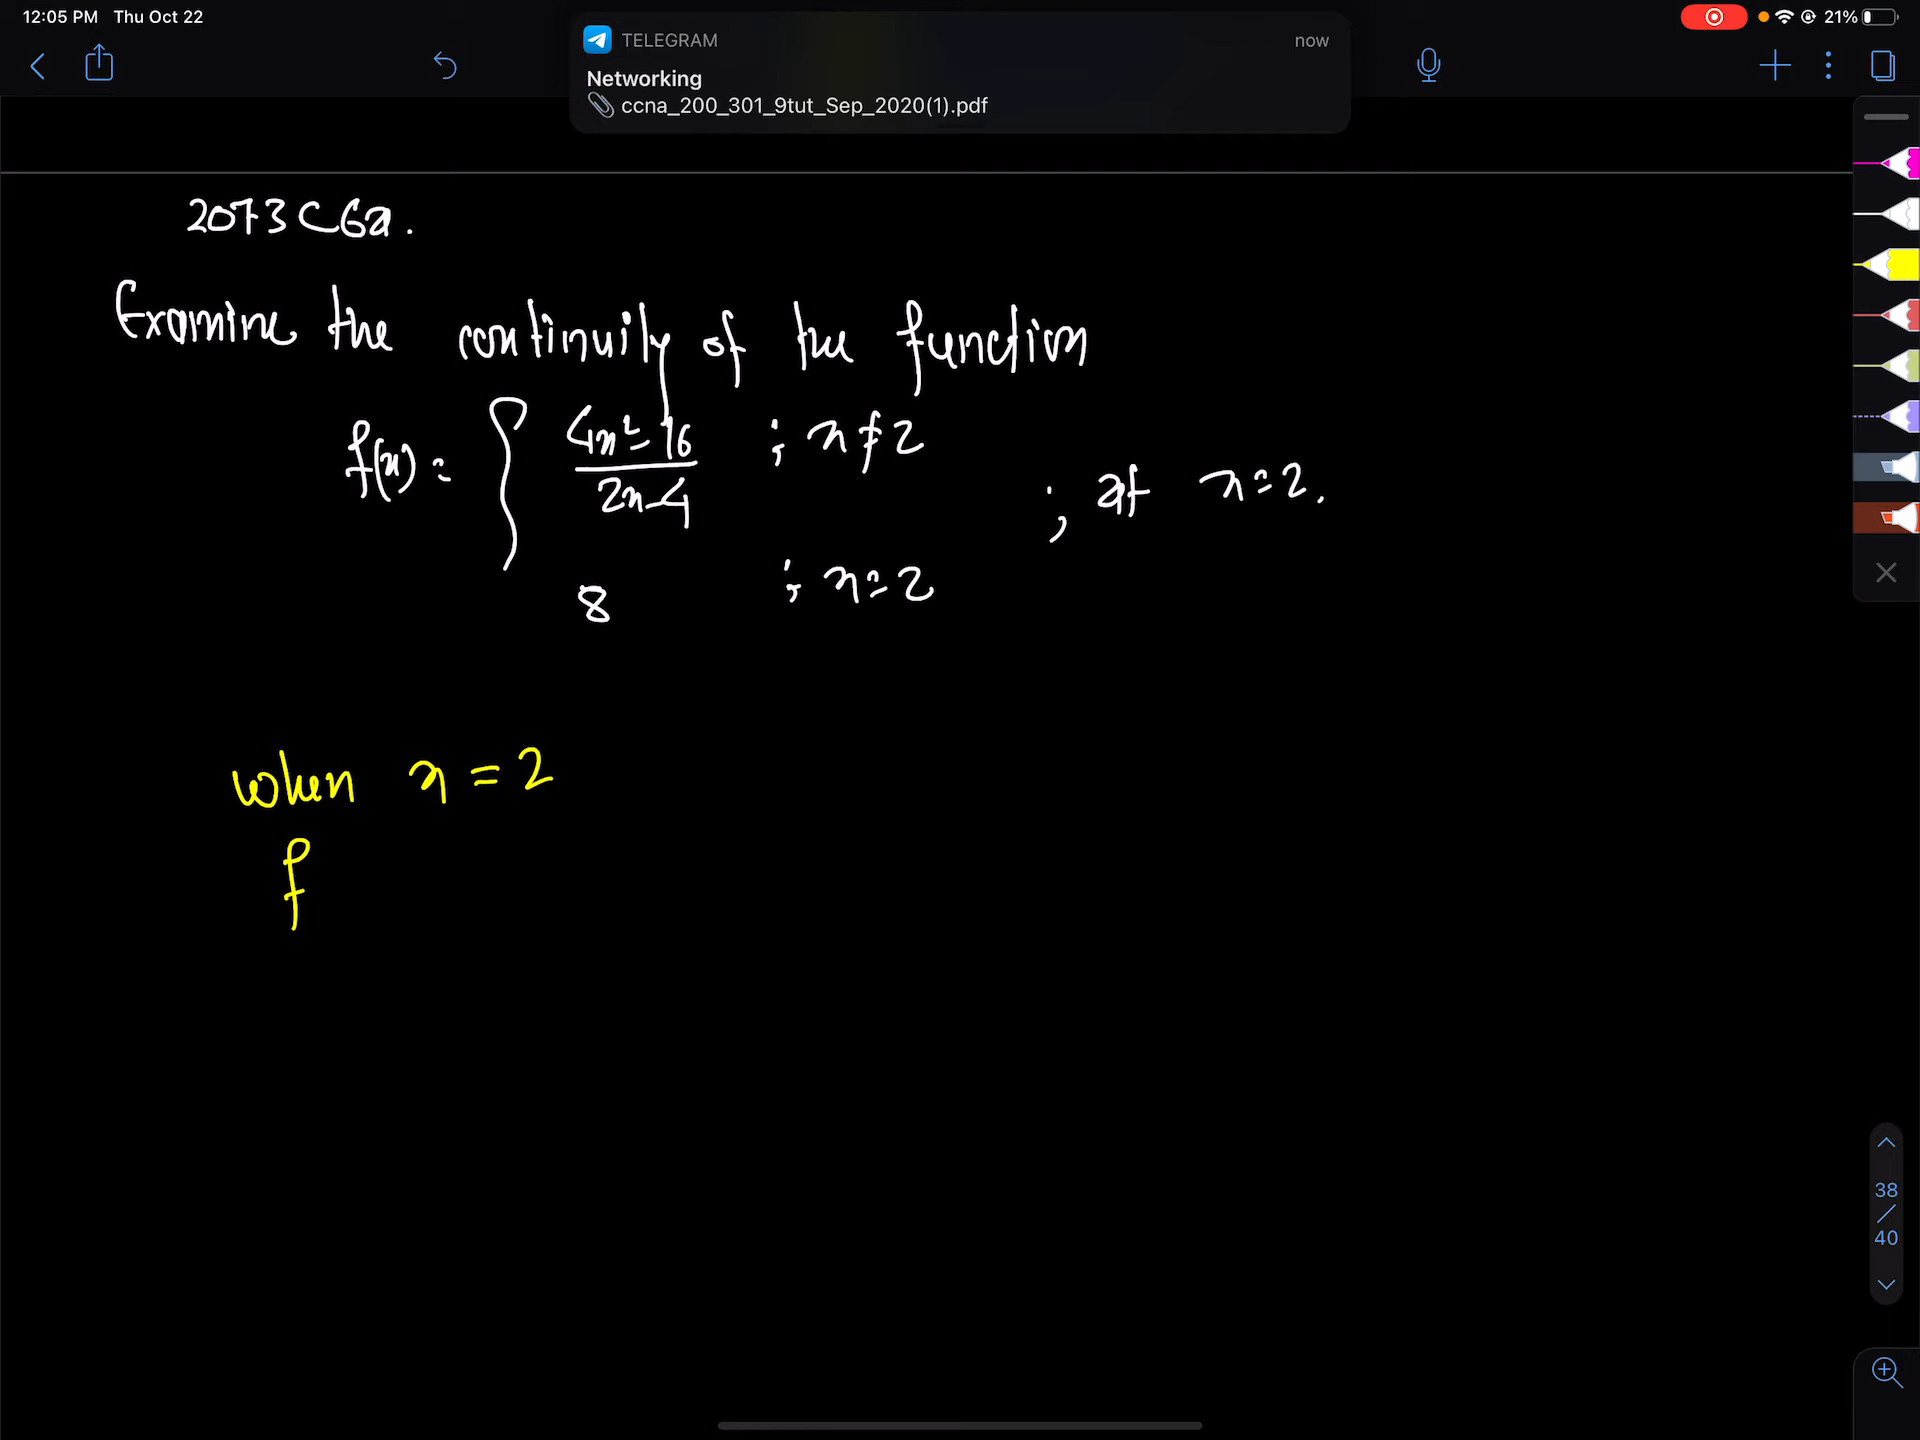 12:05 PM Thu Oct 22
21%
TELEGRAM now
Networking
ccna_200_301_9tut_Sep_2020(1).pdf
2073 C 6a.
Examine the continuity of the function
f(x) = { 4x² - 16 / 2x - 4 ; x ≠ 2
; at x = 2.
8 ; x = 2
when x = 2
f
38
/
40